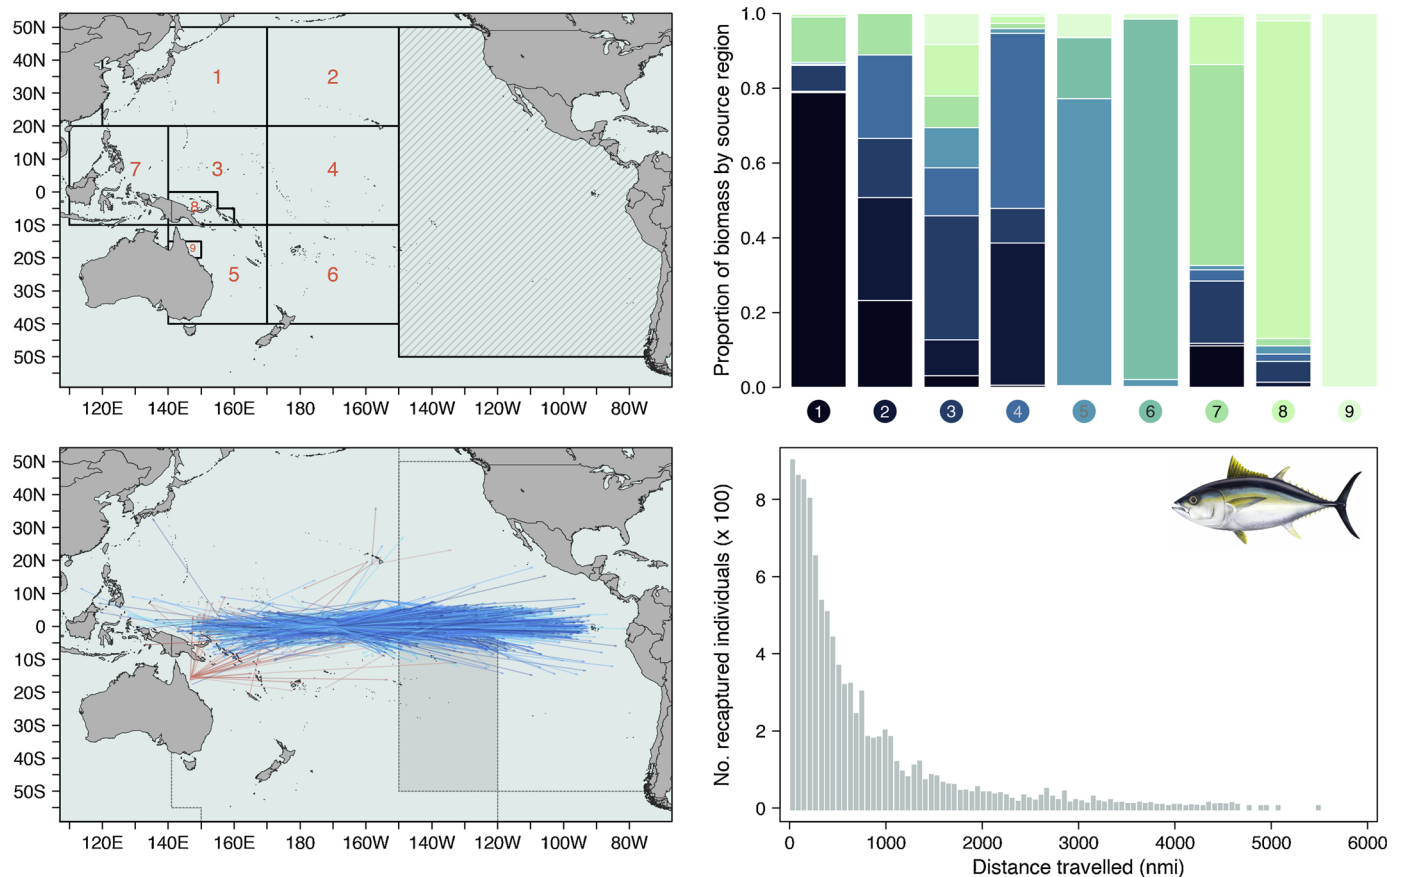 50N
40N
30N
20N
10N
0
10S
20S
30S
40S
50S
120E 140E 160E 180 160W 140W 120W 100W 80W
1 2
7 3 4
8
9
5 6
Proportion of biomass by source region
1.0
0.8
0.6
0.4
0.2
0.0
1 2 3 4 5 6 7 8 9
50N
40N
30N
20N
10N
0
10S
20S
30S
40S
50S
120E 140E 160E 180 160W 140W 120W 100W 80W
No. recaptured individuals (x 100)
8
6
4
2
0
0 1000 2000 3000 4000 5000 6000
Distance travelled (nmi)